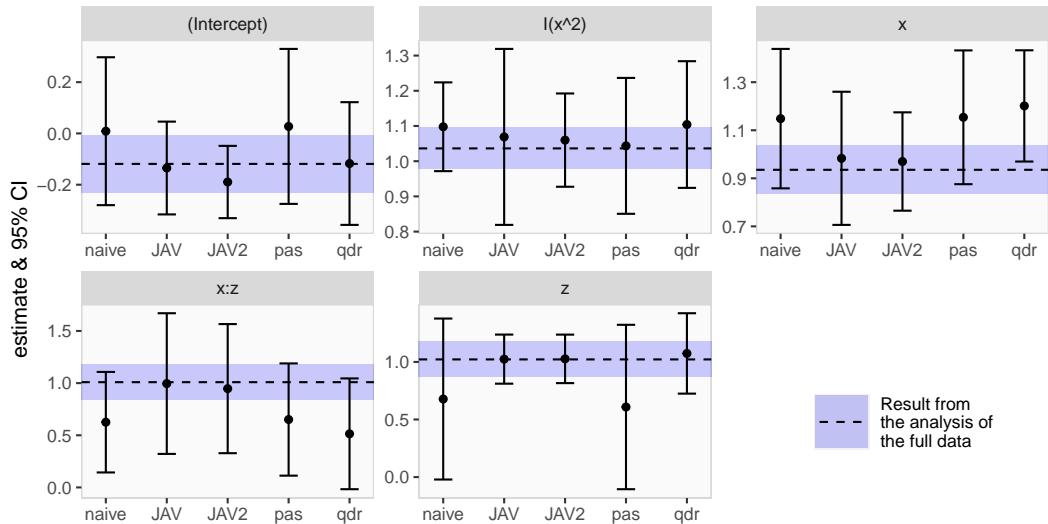 (Intercept)
I(x^2)
x
0.2
0.0
−0.2
1.3
1.2
1.1
1.0
0.9
0.8
1.3
1.1
0.9
0.7
naive JAV JAV2 pas qdr
naive JAV JAV2 pas qdr
naive JAV JAV2 pas qdr
estimate & 95% CI
x:z
z
1.5
1.0
0.5
0.0
1.0
0.5
0.0
naive JAV JAV2 pas qdr
naive JAV JAV2 pas qdr
Result from
the analysis of
the full data